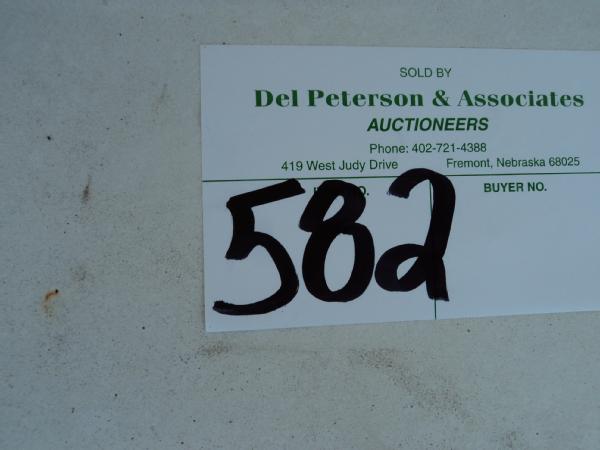 SOLD BY
Del Peterson & Associates
AUCTIONEERS
Phone: 402-721-4388
419 West Judy Drive Fremont, Nebraska 68025
NO. BUYER NO.
582